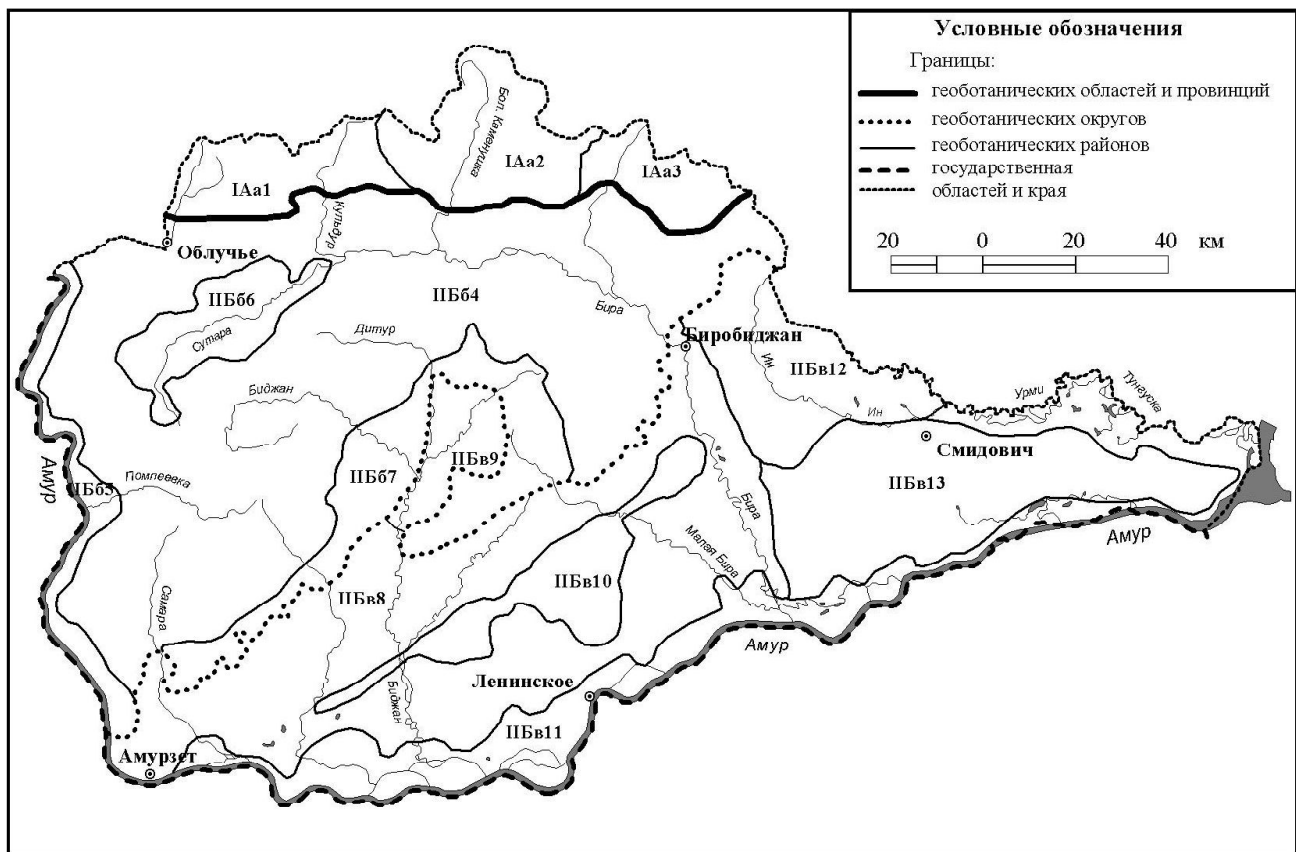 Условные обозначения
Границы:
геоботанических областей и провинций
геоботанических округов
геоботанических районов
государственная
областей и края
20 0 20 40 км
Бол. Каменушка
IАа1
IАа2
IАа3
Кульдур
Облучье
IIБб6
Сутара
IIБб4
Бира
Дитур
Биробиджан
Ин
IIБв12
Урми
Тунгуска
Биджан
Ин
Смидович
IIБб7
IIБв9
Амур
IIБб5
Помпеевка
IIБв13
Бира
Малая Бира
Амур
Самара
IIБв8
IIБв10
Амур
Биджан
Ленинское
IIБв11
Амурзет